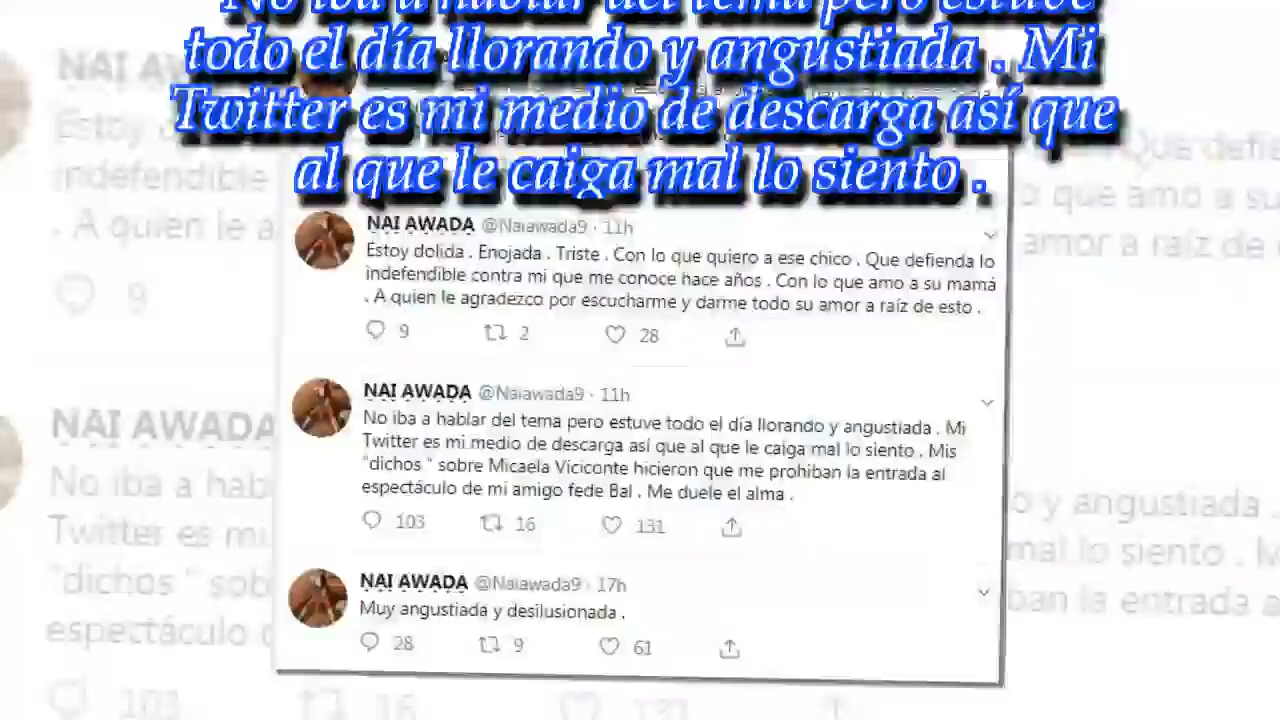 No iba a hablar del tema pero estuve
todo el día llorando y angustiada . Mi
Twitter es mi medio de descarga así que
al que le caiga mal lo siento .
NAI AWADA @Naiawada9 · 11h
Estoy dolida . Enojada . Triste . Con lo que quiero a ese chico . Que defienda lo
indefendible contra mi que me conoce hace años . Con lo que amo a su mamá
. A quien le agradezco por escucharme y darme todo su amor a raíz de esto .
9 2 28
NAI AWADA @Naiawada9 · 11h
No iba a hablar del tema pero estuve todo el día llorando y angustiada . Mi
Twitter es mi medio de descarga así que al que le caiga mal lo siento . Mis
"dichos " sobre Micaela Viciconte hicieron que me prohiban la entrada al
espectáculo de mi amigo fede Bal . Me duele el alma .
103 16 131
NAI AWADA @Naiawada9 · 17h
Muy angustiada y desilusionada .
28 9 61